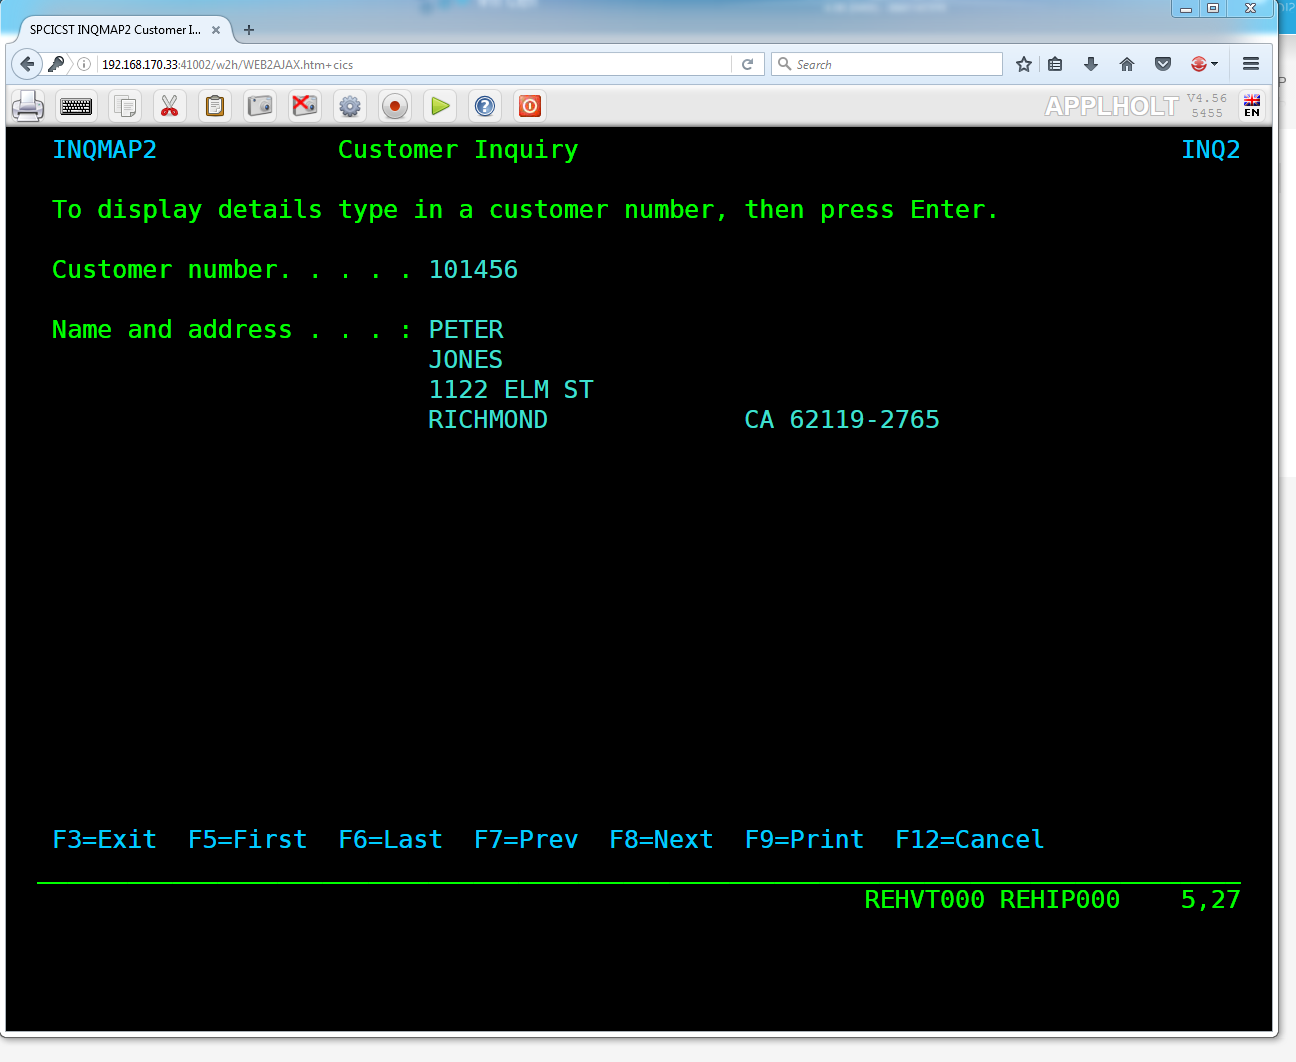 SPCICST INQMAP2 Customer I...
192.168.170.33:41002/w2h/WEB2AJAX.htm+cics
Search
APPLHOLT V4.56
5455
EN
INQMAP2 Customer Inquiry INQ2
To display details type in a customer number, then press Enter.
Customer number. . . . . 101456
Name and address . . . : PETER
JONES
1122 ELM ST
RICHMOND CA 62119-2765
F3=Exit F5=First F6=Last F7=Prev F8=Next F9=Print F12=Cancel
REHVT000 REHIP000 5,27